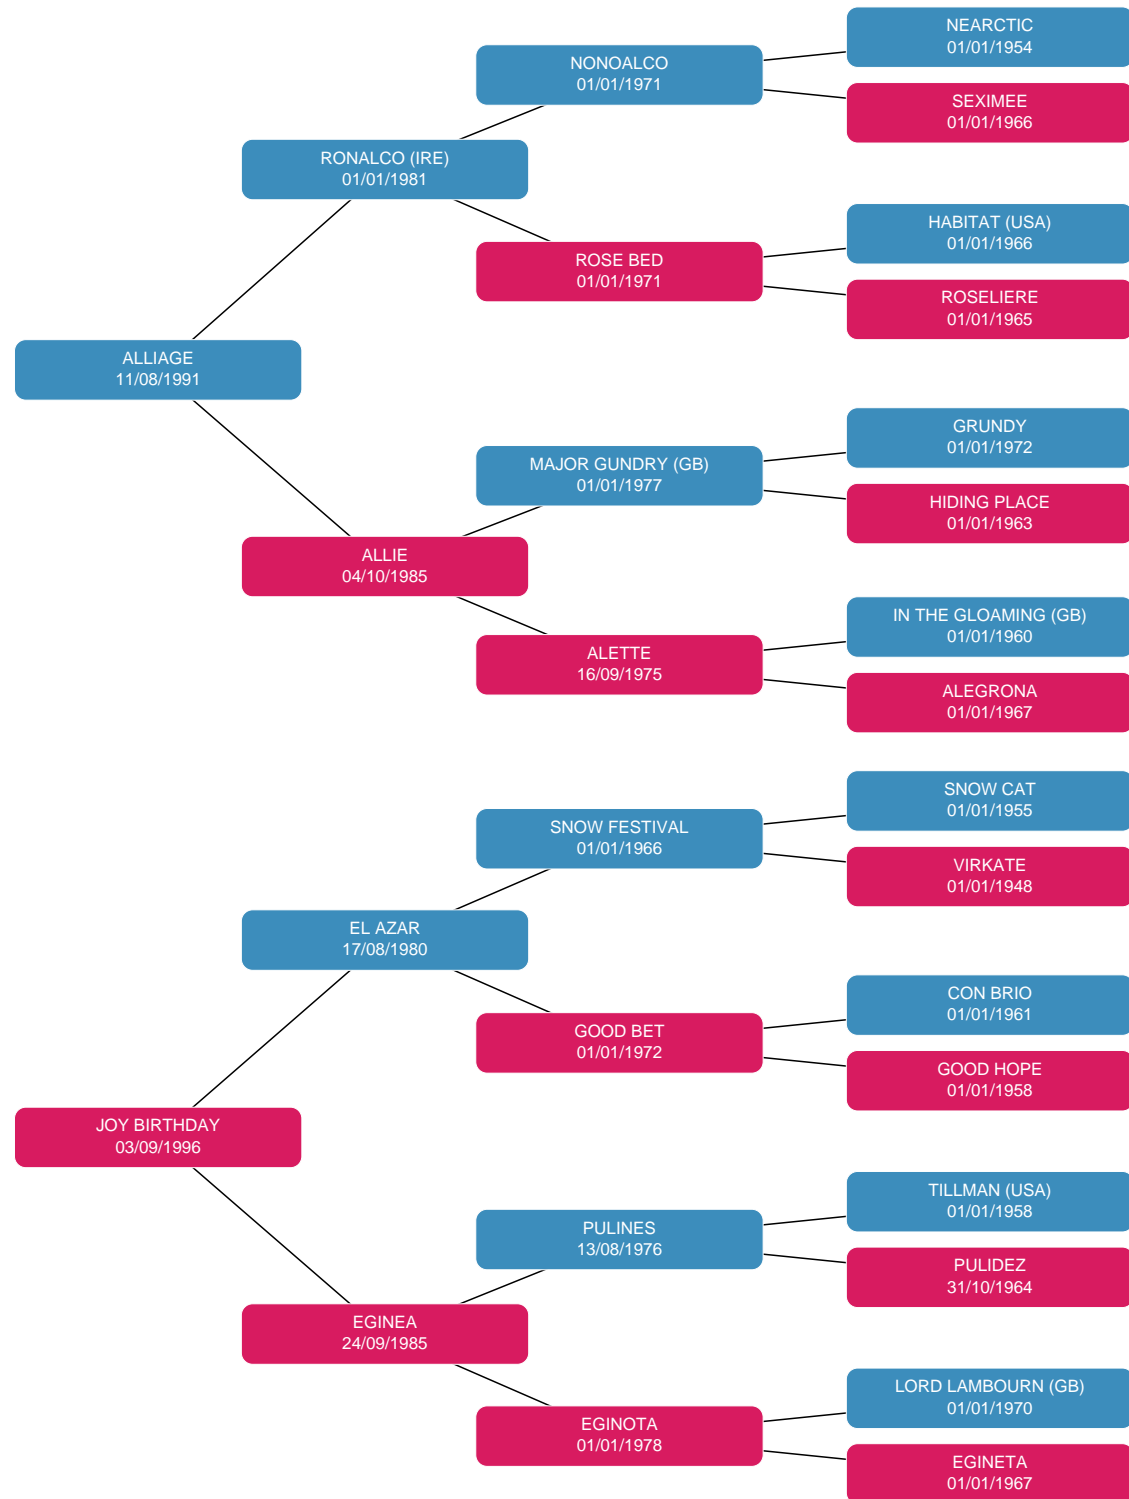 NEARCTIC
01/01/1954
NONOALCO
01/01/1971
SEXIMEE
01/01/1966
RONALCO (IRE)
01/01/1981
HABITAT (USA)
01/01/1966
ROSE BED
01/01/1971
ROSELIERE
01/01/1965
ALLIAGE
11/08/1991
GRUNDY
01/01/1972
MAJOR GUNDRY (GB)
01/01/1977
HIDING PLACE
01/01/1963
ALLIE
04/10/1985
IN THE GLOAMING (GB)
01/01/1960
ALETTE
16/09/1975
ALEGRONA
01/01/1967
SNOW CAT
01/01/1955
SNOW FESTIVAL
01/01/1966
VIRKATE
01/01/1948
EL AZAR
17/08/1980
CON BRIO
01/01/1961
GOOD BET
01/01/1972
GOOD HOPE
01/01/1958
JOY BIRTHDAY
03/09/1996
TILLMAN (USA)
01/01/1958
PULINES
13/08/1976
PULIDEZ
31/10/1964
EGINEA
24/09/1985
LORD LAMBOURN (GB)
01/01/1970
EGINOTA
01/01/1978
EGINETA
01/01/1967